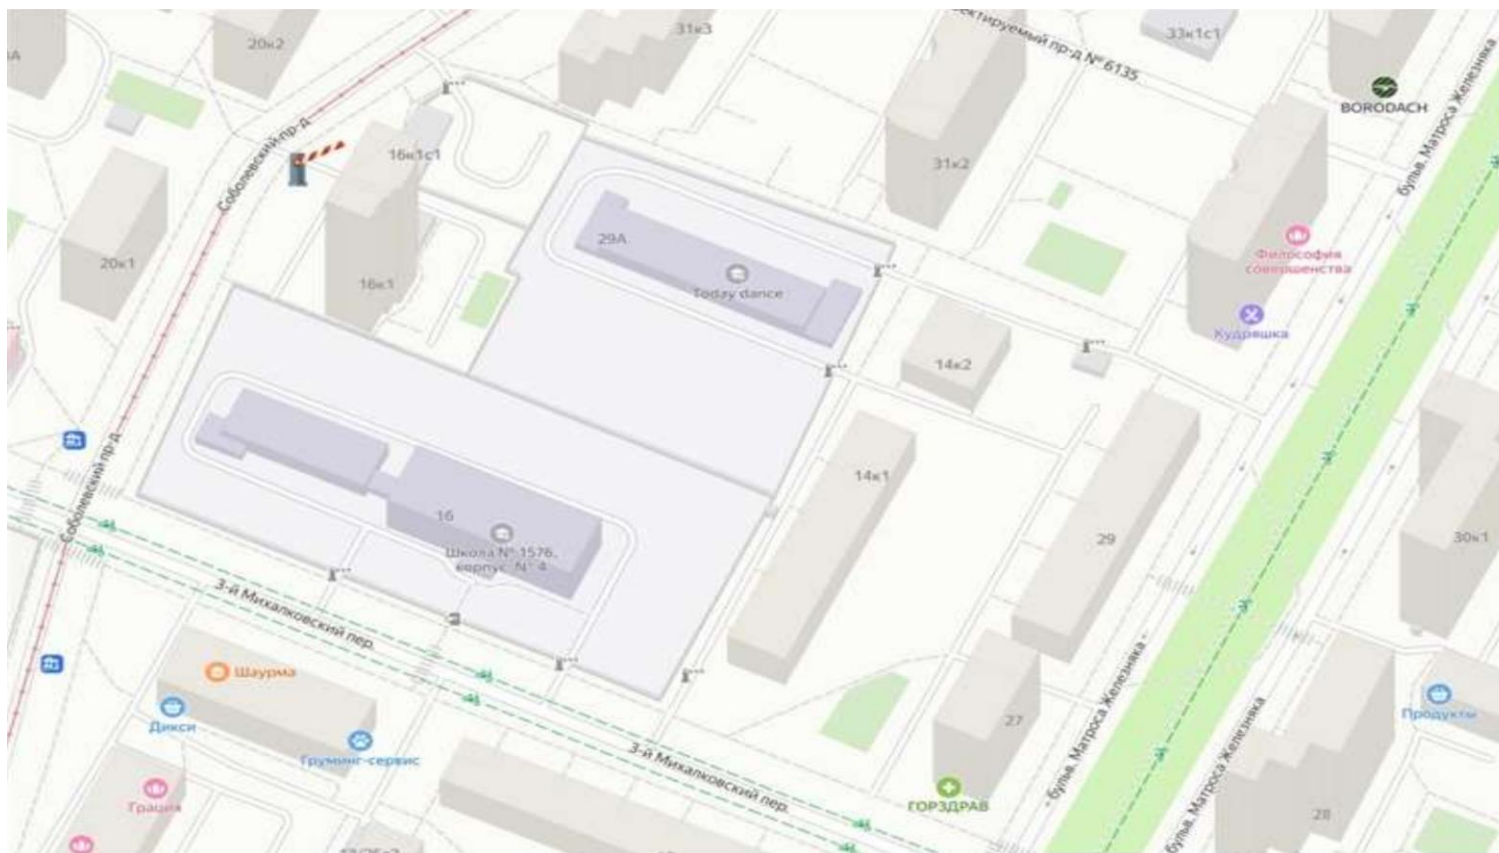 31к3
20к2
33к1с1
ектируемый пр-д № 6135
BORODACH
бульв. Матроса Железняка
Соболевский пр-д
16к1с1
31к2
20к1
29А
Today dance
Философия
совершенства
16к1
Кудряшка
14к2
Соболевский пр-д
14к1
16
Школа № 1576,
корпус № 4
29
30к1
3-й Михалковский пер.
Шаурма
Дикси
Груминг-сервис
27
бульв. Матроса Железняка
Продукты
3-й Михалковский пер.
Грация
ГОРЗДРАВ
бульв. Матроса Железняка
28